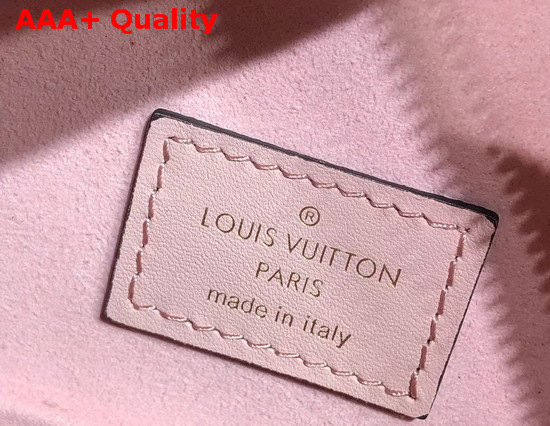 AAA+ Quality
®
LOUIS VUITTON
PARIS
made in italy